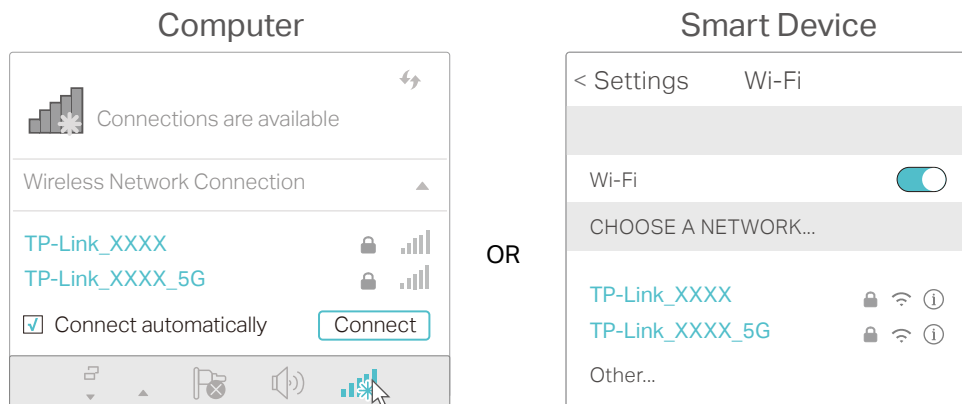 Computer
Connections are available
Wireless Network Connection
TP-Link_XXXX
TP-Link_XXXX_5G
Connect automatically
Connect
OR
Smart Device
< Settings Wi-Fi
Wi-Fi
CHOOSE A NETWORK...
TP-Link_XXXX
TP-Link_XXXX_5G
Other...